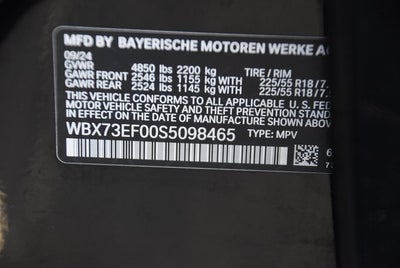 MFD BY BAYERISCHE MOTOREN WERKE AG
09/24
GVWR 4850 lbs 2200 kg TIRE / RIM
GAWR FRONT 2546 lbs 1155 kg WITH 225/55 R18 / 7.
GAWR REAR 2524 lbs 1145 kg WITH 225/55 R18 / 7.
THIS VEHICLE CONFORMS TO ALL APPLICABLE U.S. FED
MOTOR VEHICLE SAFETY AND THEFT PREVENTION STAND
IN EFFECT ON THE DATE OF MANUFACTURE SHOWN ABOV
WBX73EF00S5098465 TYPE: MPV